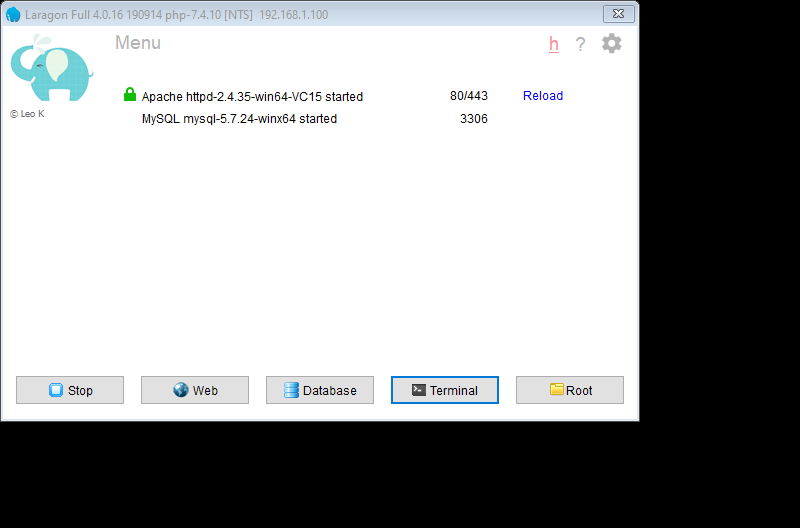 Laragon Full 4.0.16 190914 php-7.4.10 [NTS] 192.168.1.100
Menu
h ?
© Leo K
Apache httpd-2.4.35-win64-VC15 started 80/443 Reload
MySQL mysql-5.7.24-winx64 started 3306
Stop Web Database Terminal Root